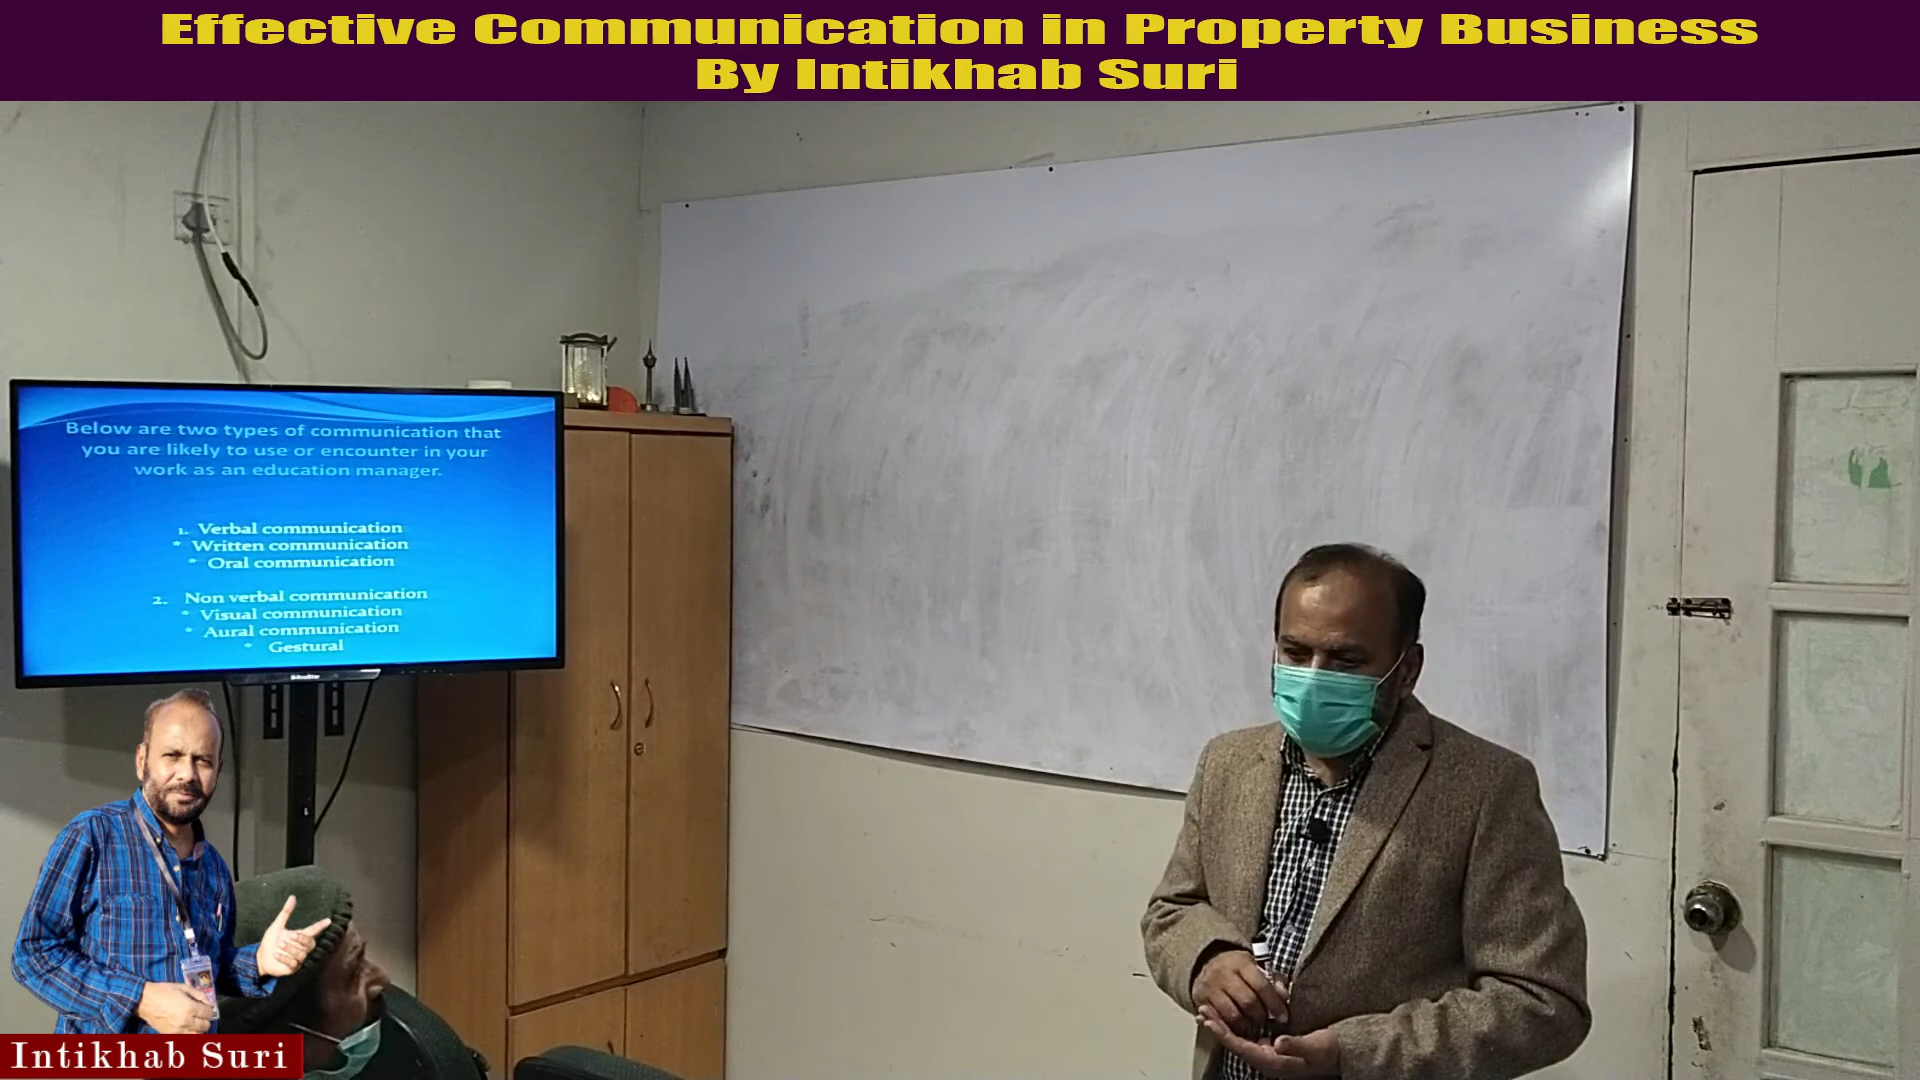 Effective Communication in Property Business
By Intikhab Suri
Below are two types of communication that
you are likely to use or encounter in your
work as an education manager.
1. Verbal communication
* Written communication
* Oral communication
2. Non verbal communication
* Visual communication
* Aural communication
* Gestural
Intikhab Suri